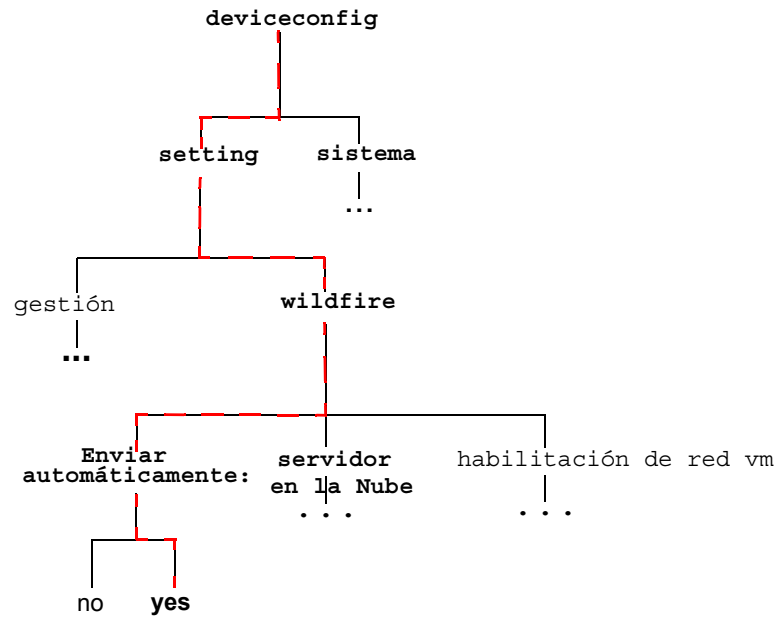 deviceconfig
setting
sistema
...
gestión
...
wildfire
Enviar
automáticamente:
servidor
en la Nube
...
habilitación de red vm
...
no
yes